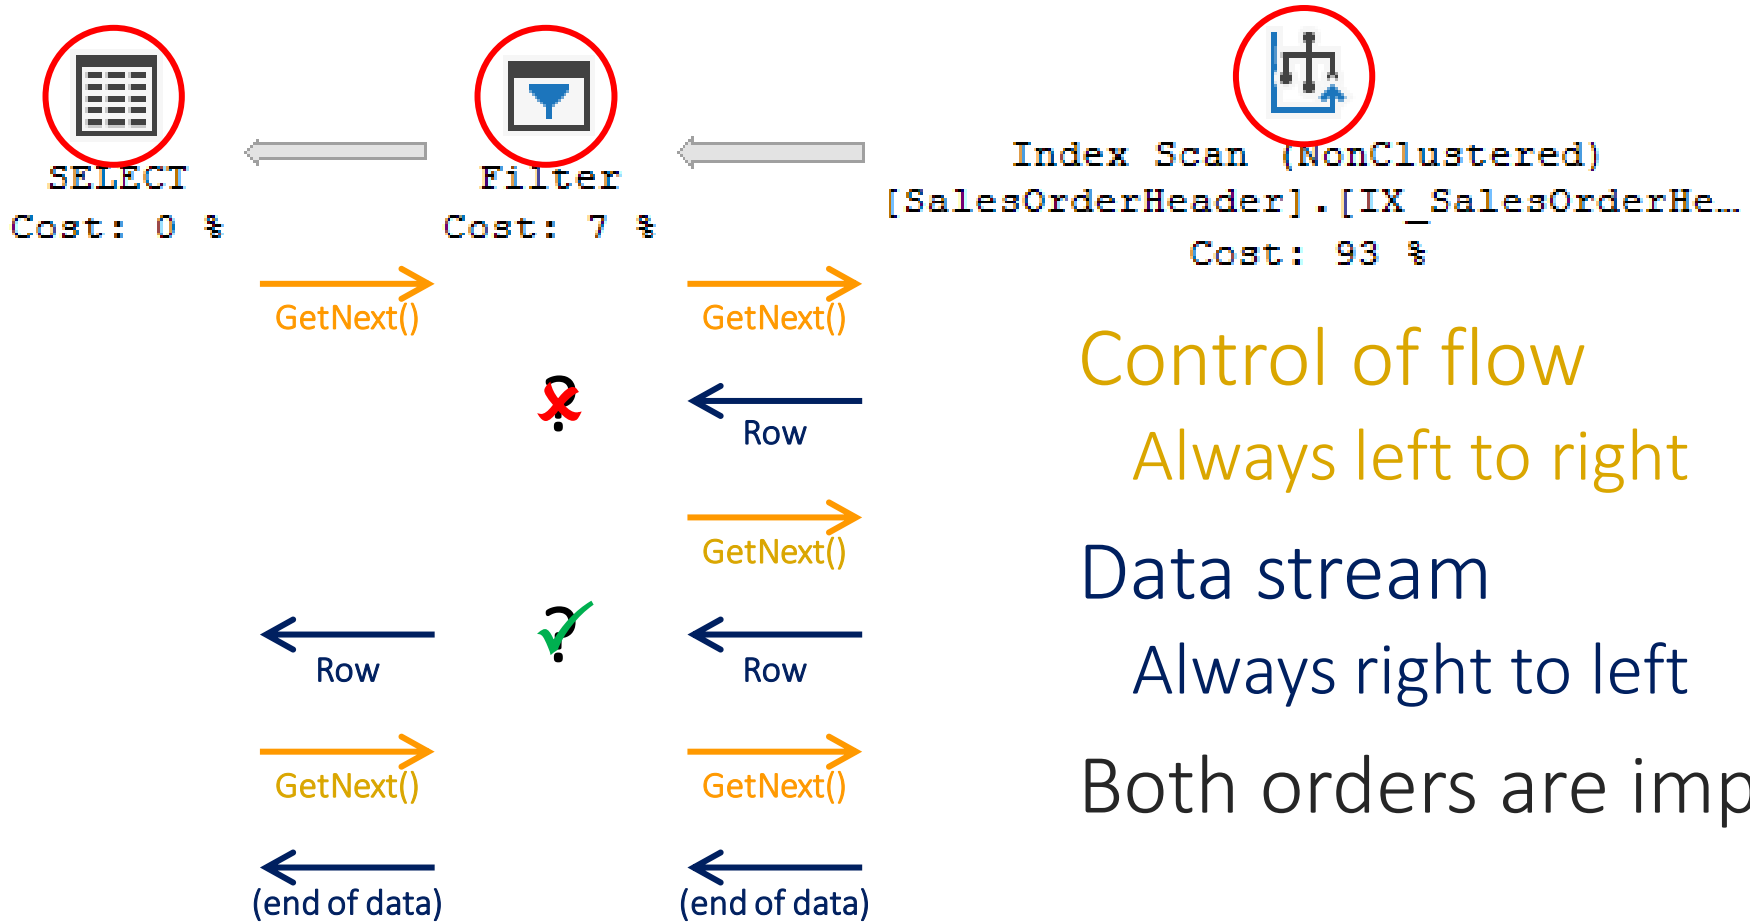 SELECT
Cost: 0 %
Filter
Cost: 7 %
Index Scan (NonClustered)
[SalesOrderHeader].[IX_SalesOrderHe…
Cost: 93 %
GetNext()
GetNext()
?
Row
GetNext()
Row
?
Row
GetNext()
GetNext()
(end of data)
(end of data)
Control of flow
Always left to right
Data stream
Always right to left
Both orders are imp